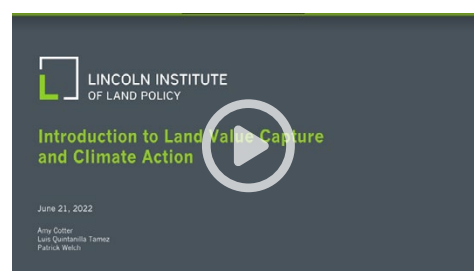 LINCOLN INSTITUTE
OF LAND POLICY
Introduction to Land Value Capture
and Climate Action
June 21, 2022
Amy Cotter
Luis Quintanilla Tamez
Patrick Welch